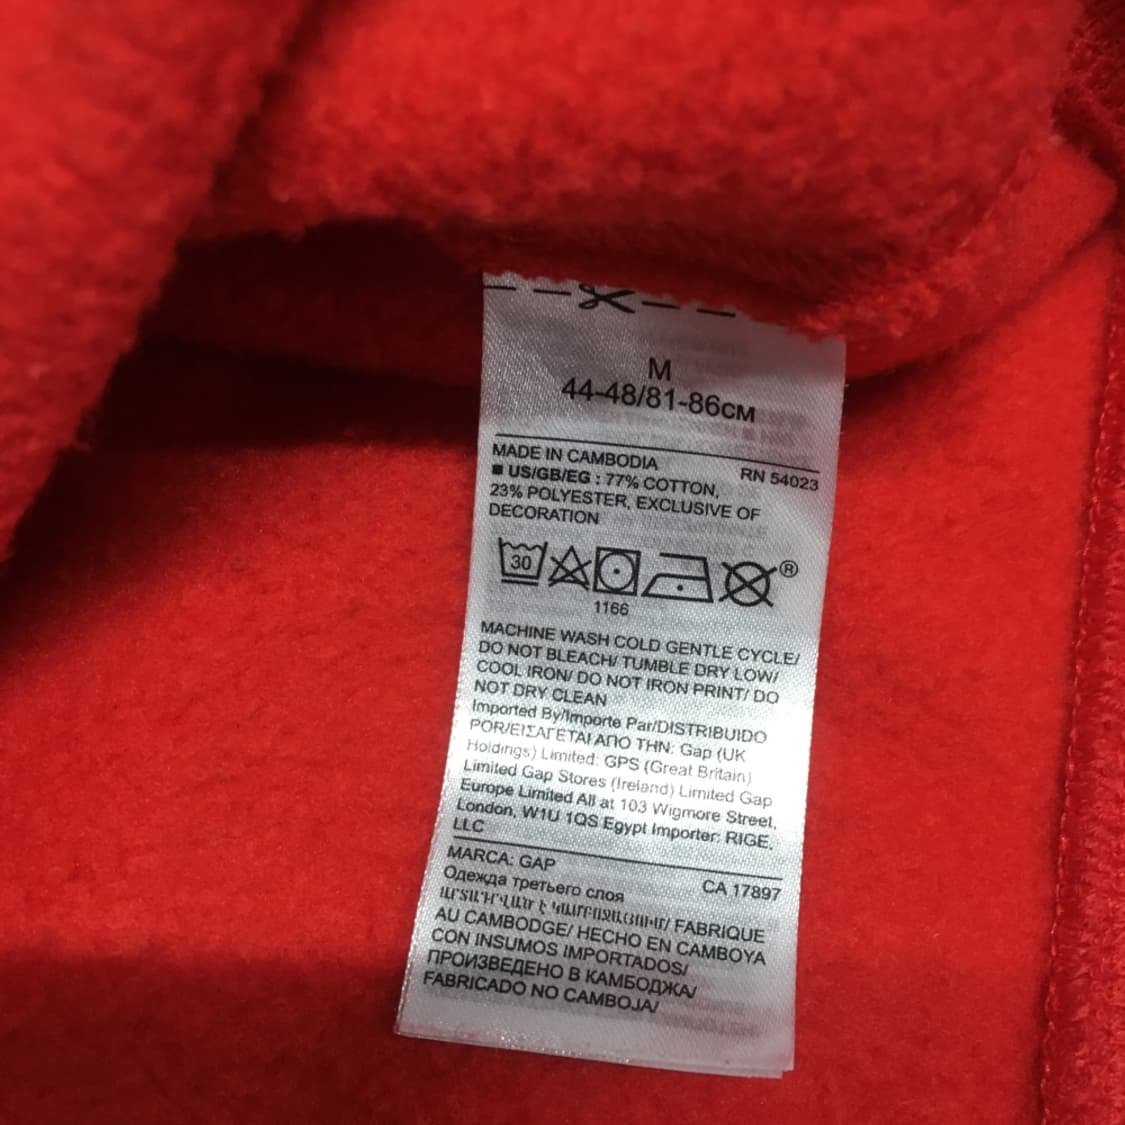 M
44-48/81-86CM
MADE IN CAMBODIA RN 54023
■ US/GB/EG : 77% COTTON,
23% POLYESTER, EXCLUSIVE OF
DECORATION
30
®
1166
MACHINE WASH COLD GENTLE CYCLE/
DO NOT BLEACH/ TUMBLE DRY LOW/
COOL IRON/ DO NOT IRON PRINT/ DO
NOT DRY CLEAN
Imported By/Importe Par/DISTRIBUIDO
POR/ΕΙΣΑΓΕΤΑΙ ΑΠΟ ΤΗΝ: Gap (UK
Holdings) Limited: GPS (Great Britain)
Limited Gap Stores (Ireland) Limited Gap
Europe Limited All at 103 Wigmore Street,
London, W1U 1QS Egypt Importer: RIGE,
LLC
MARCA: GAP CA 17897
Одежда третьего слоя
FABRIQUE
AU CAMBODGE/ HECHO EN CAMBOYA
CON INSUMOS IMPORTADOS/
ПРОИЗВЕДЕНО В КАМБОДЖА/
FABRICADO NO CAMBOJA/